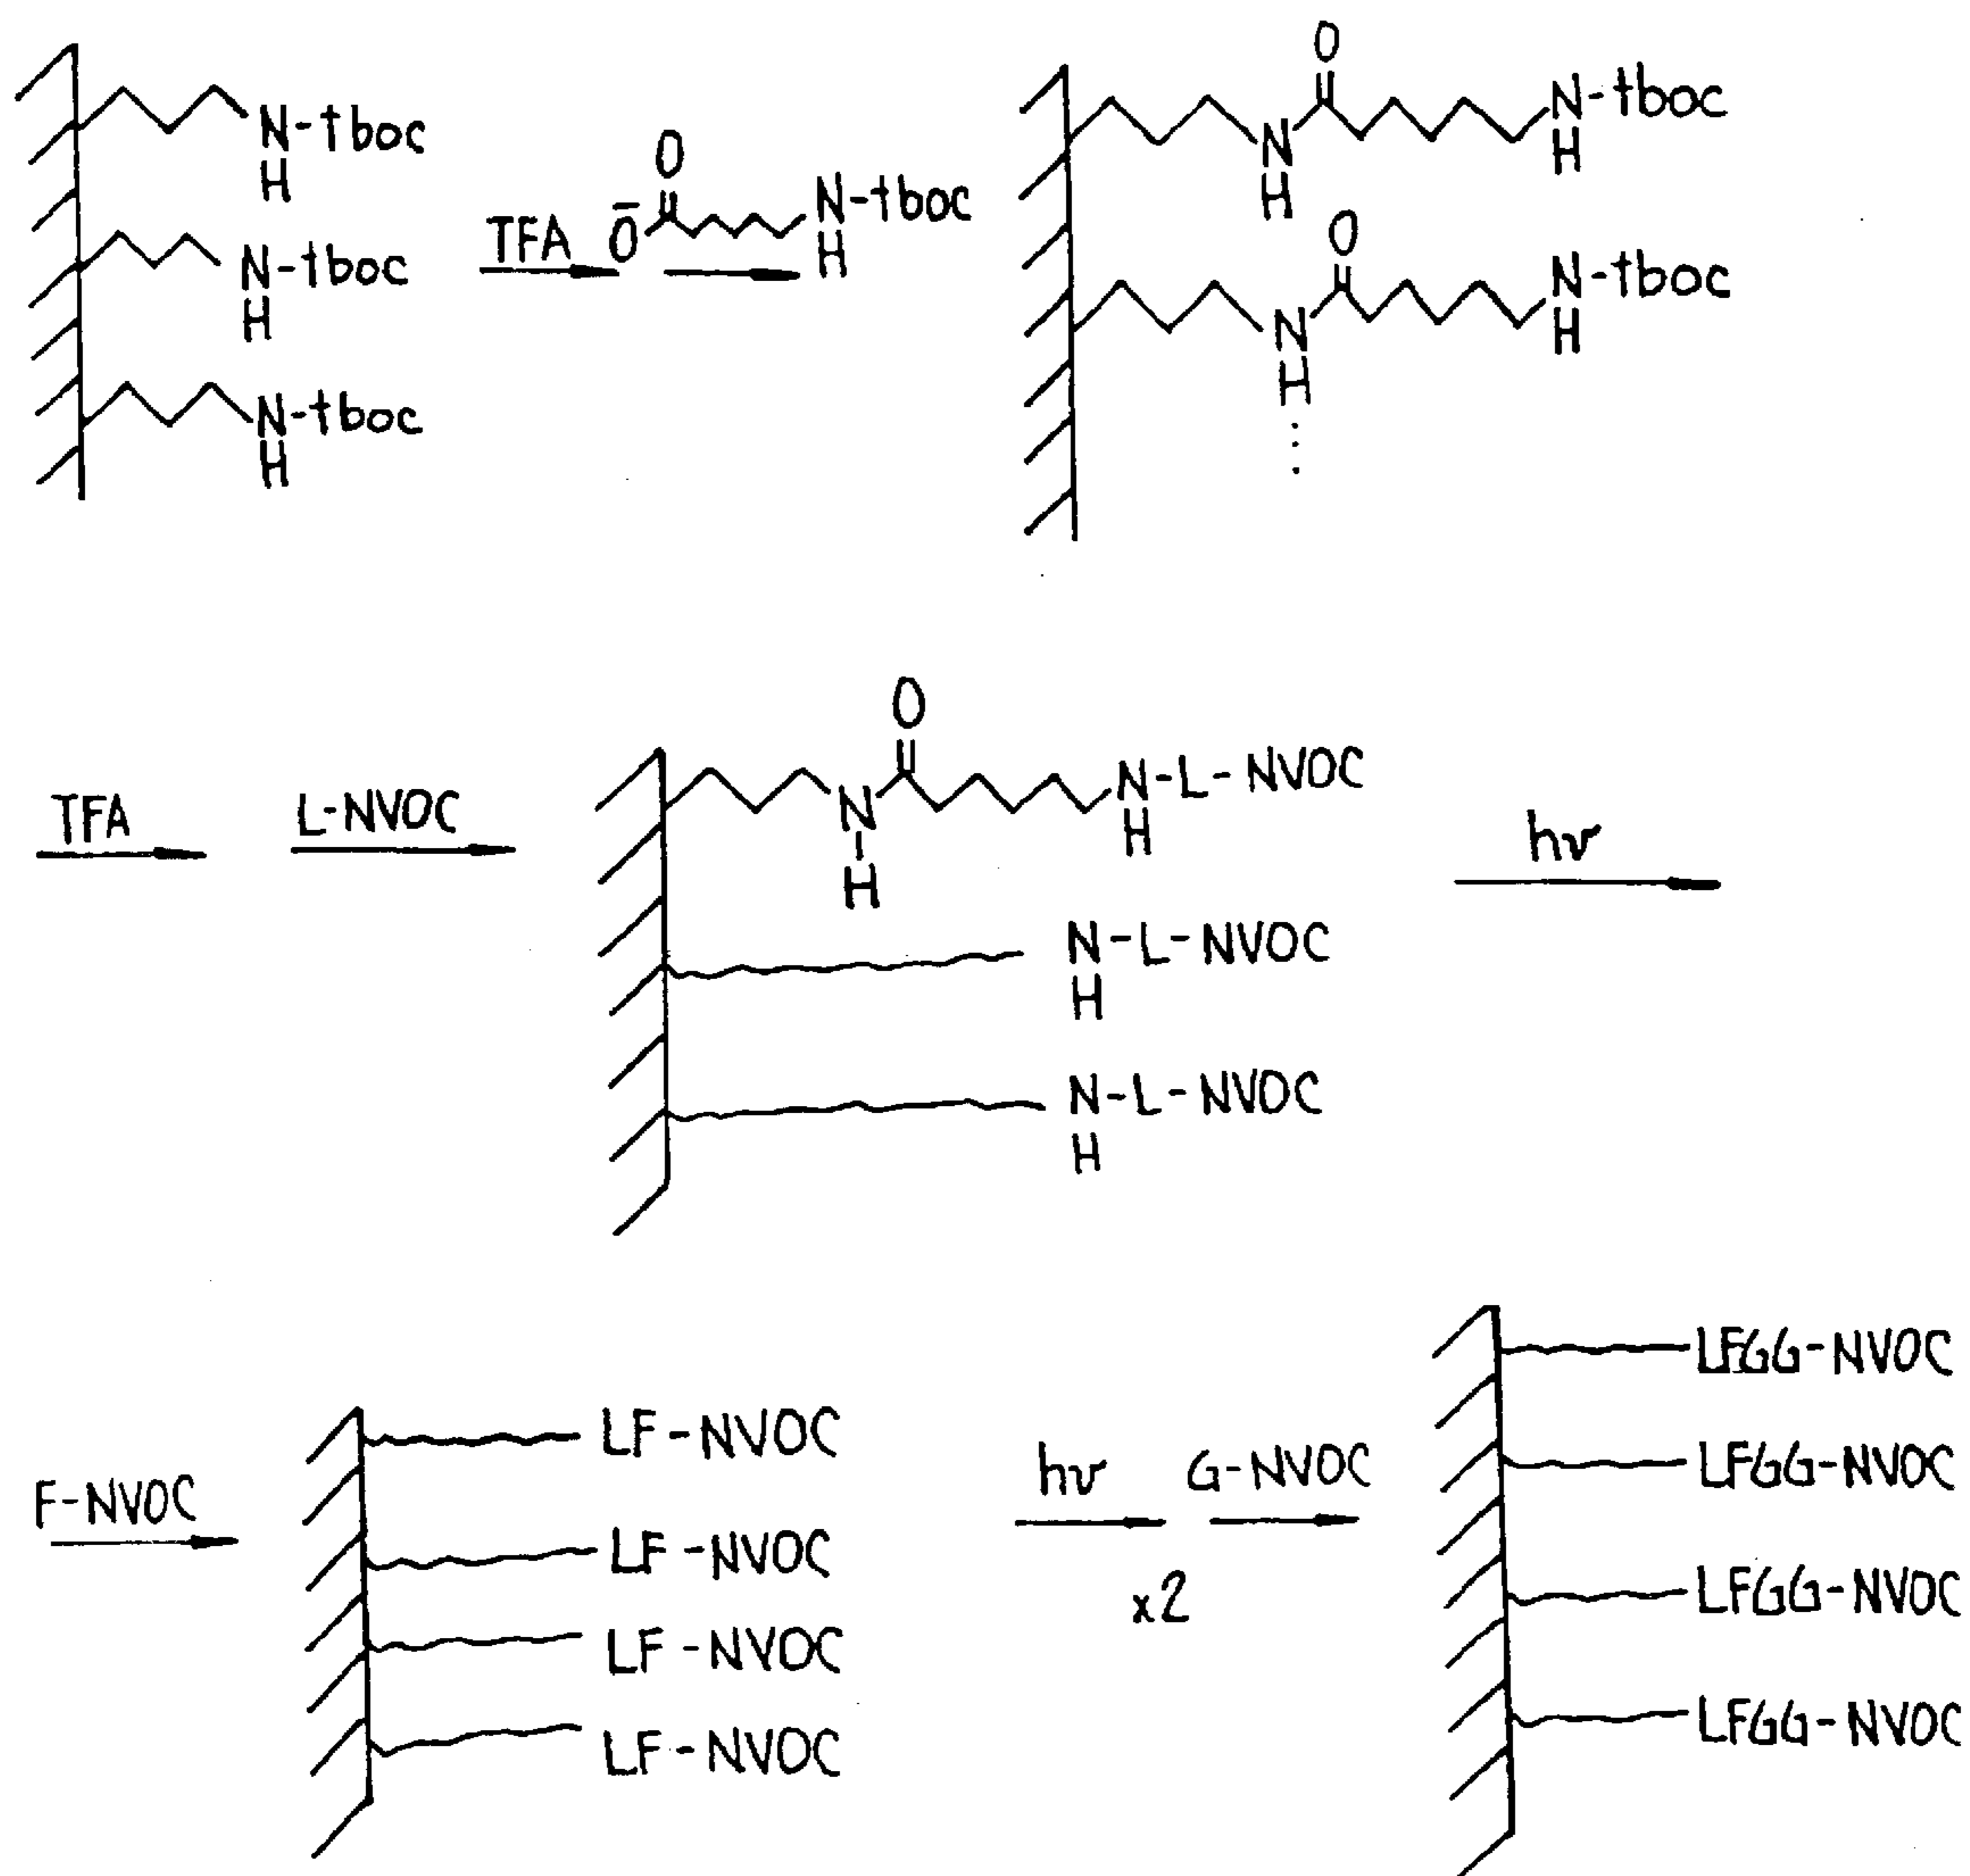 O
N-tboc
H
O
N-tboc
H
N
H
TFA
O
N-tboc
H
O
N-tboc
H
O
N-tboc
H
N
H
N-tboc
H
O
TFA
L-NVOC
N
H
N-L-NVOC
H
hν
N-L-NVOC
H
N-L-NVOC
H
F-NVOC
LF-NVOC
LF-NVOC
LF-NVOC
LF-NVOC
hν
G-NVOC
x2
LFGG-NVOC
LFGG-NVOC
LFGG-NVOC
LFGG-NVOC